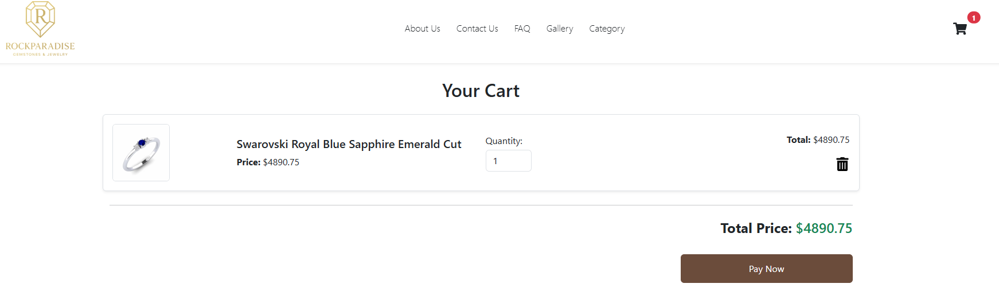 R
ROCKPARADISE
GEMSTONES & JEWELRY
About Us
Contact Us
FAQ
Gallery
Category
1
Your Cart
Swarovski Royal Blue Sapphire Emerald Cut
Price: $4890.75
Quantity:
1
Total: $4890.75
Total Price: $4890.75
Pay Now